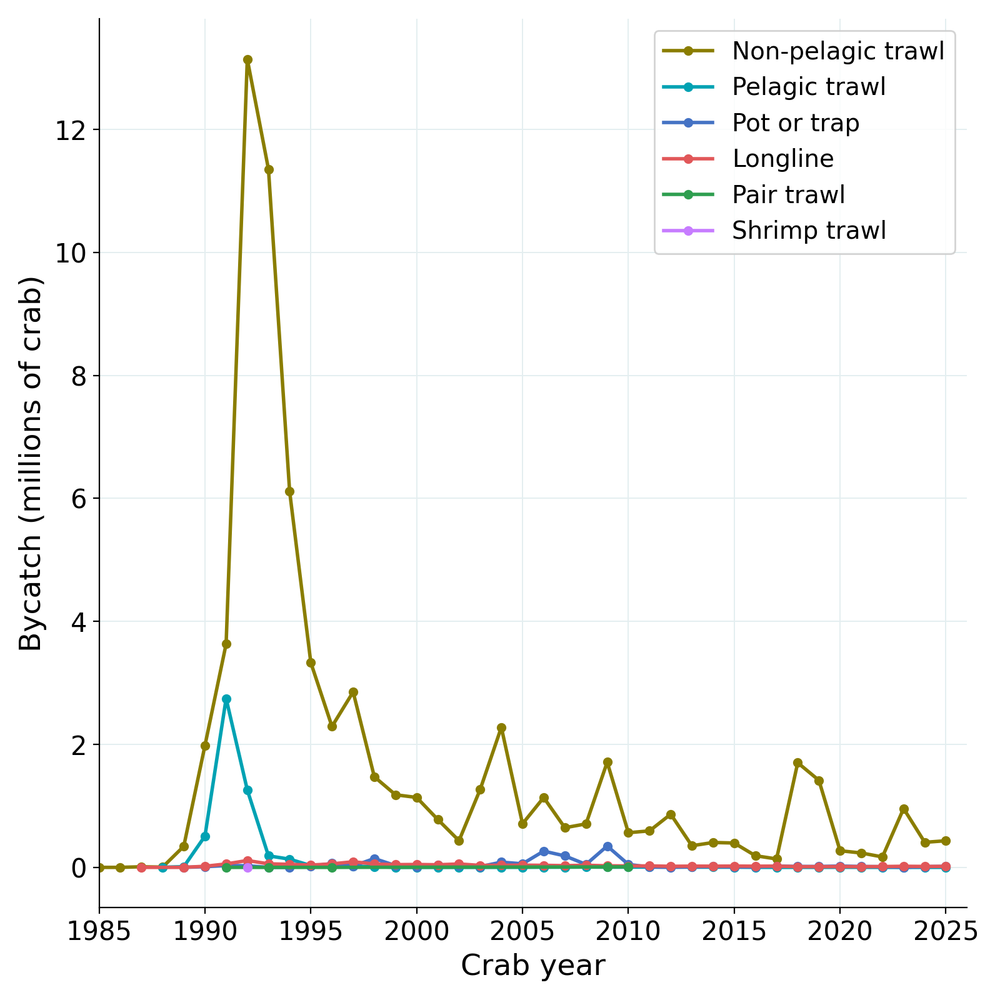 Non-pelagic trawl
Pelagic trawl
Pot or trap
Longline
Pair trawl
Shrimp trawl
Bycatch (millions of crab)
12
10
8
6
4
2
0
1985 1990 1995 2000 2005 2010 2015 2020 2025
Crab year